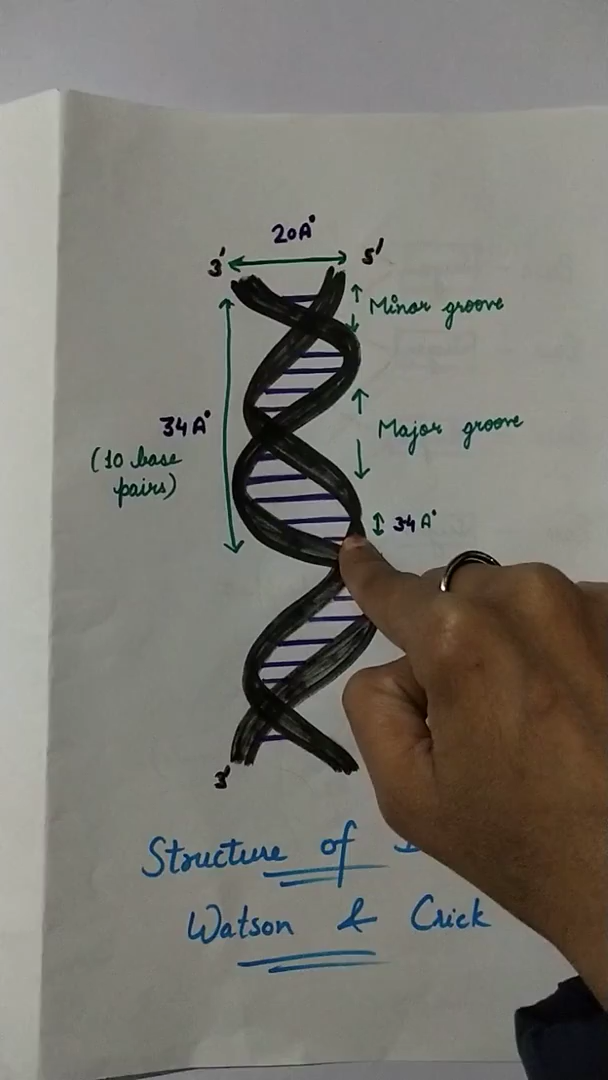 20A°
3' 5'
Minor groove
34A°
(10 base
pairs)
Major groove
34A°
3'
Structure of
Watson & Crick